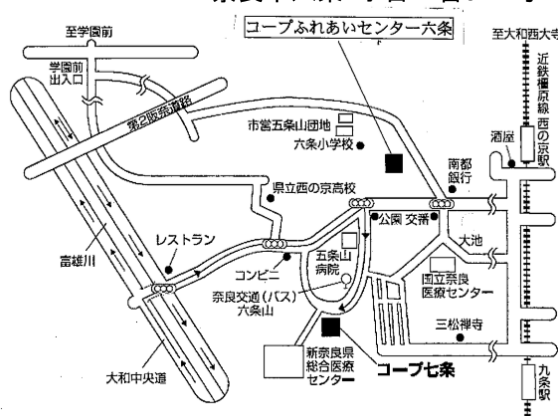 コープふれあいセンター六条
至学園前
至大和西大寺
学園前
出入口
第2阪奈道路
近鉄橿原線
西の京駅
市営五条山団地
六条小学校
酒屋
南都
銀行
県立西の京高校
公園
交番
大池
レストラン
富雄川
コンビニ
五条山
病院
国立奈良
医療センター
奈良交通(バス)
六条山
三松禅寺
新奈良県
総合医療
センター
コープ七条
大和中央道
九条駅